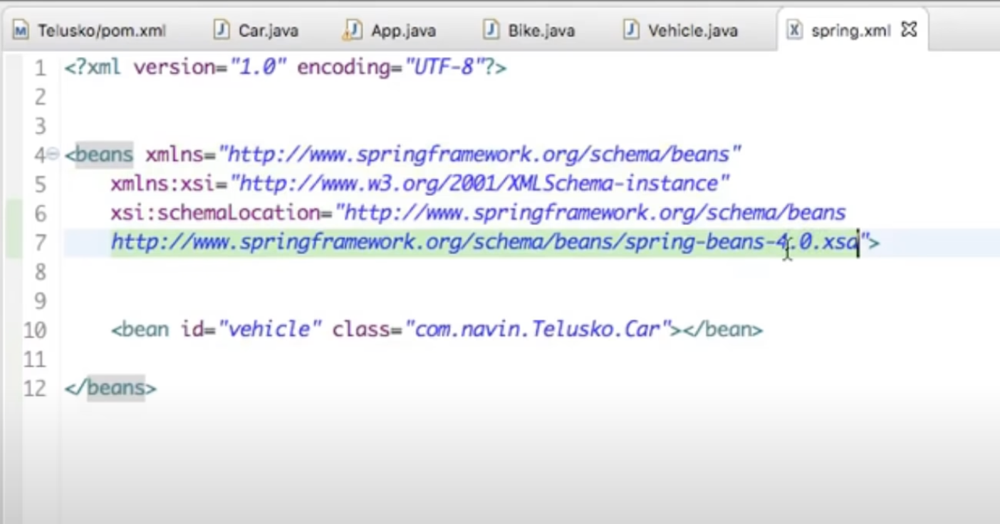 Telusko/pom.xml Car.java App.java Bike.java Vehicle.java spring.xml
1 <?xml version="1.0" encoding="UTF-8"?>
2
3
4 <beans xmlns="http://www.springframework.org/schema/beans"
5 xmlns:xsi="http://www.w3.org/2001/XMLSchema-instance"
6 xsi:schemaLocation="http://www.springframework.org/schema/beans
7 http://www.springframework.org/schema/beans/spring-beans-4.0.xsd">
8
9
10 <bean id="vehicle" class="com.navin.Telusko.Car"></bean>
11
12 </beans>